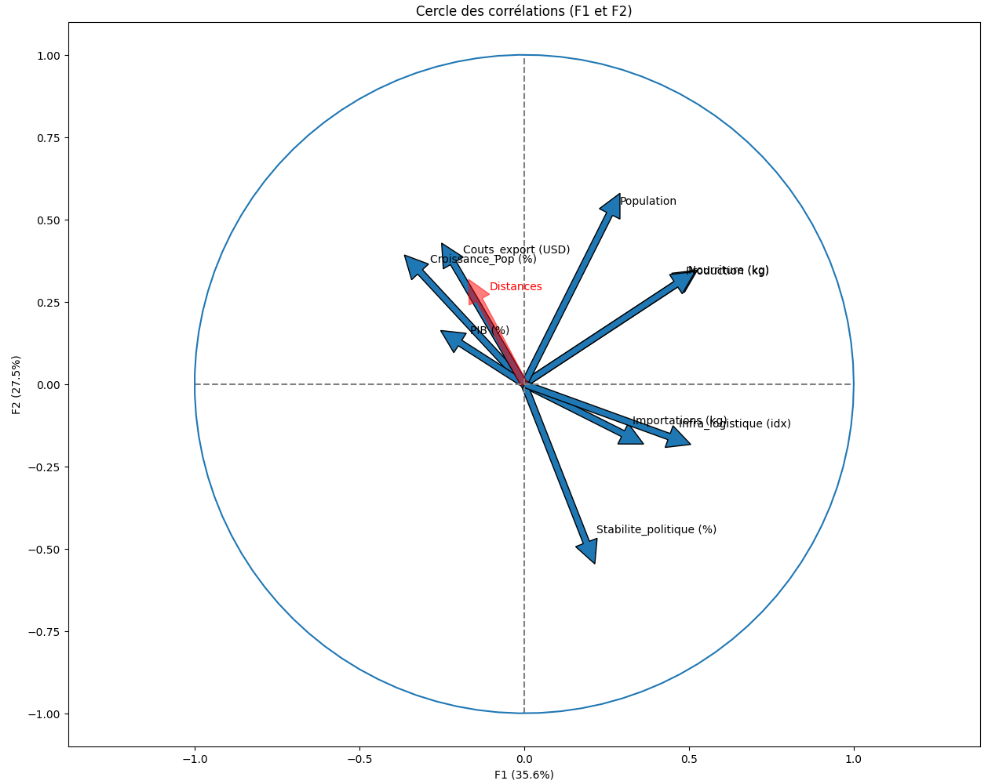 Cercle des corrélations (F1 et F2)
1.00
0.75
0.50
0.25
0.00
−0.25
−0.50
−0.75
−1.00
F2 (27.5%)
Population
Couts_export (USD)
Croissance_Pop (%)
Production (kg)
Distances
PIB (%)
Importations (kg)
Infra_logistique (idx)
Stabilite_politique (%)
−1.0
−0.5
0.0
0.5
1.0
F1 (35.6%)